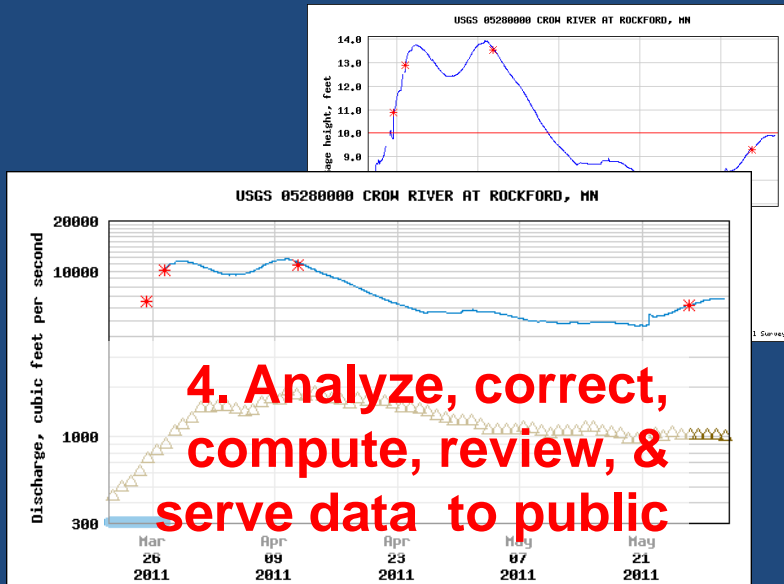 USGS 05280000 CROW RIVER AT ROCKFORD, MN
14.0
13.0
12.0
11.0
10.0
9.0
age height, feet
l Survey
USGS 05280000 CROW RIVER AT ROCKFORD, MN
Discharge, cubic feet per second
20000
10000
1000
300
4. Analyze, correct,
compute, review, &
serve data to public
Mar Apr Apr May May
26 09 23 07 21
2011 2011 2011 2011 2011